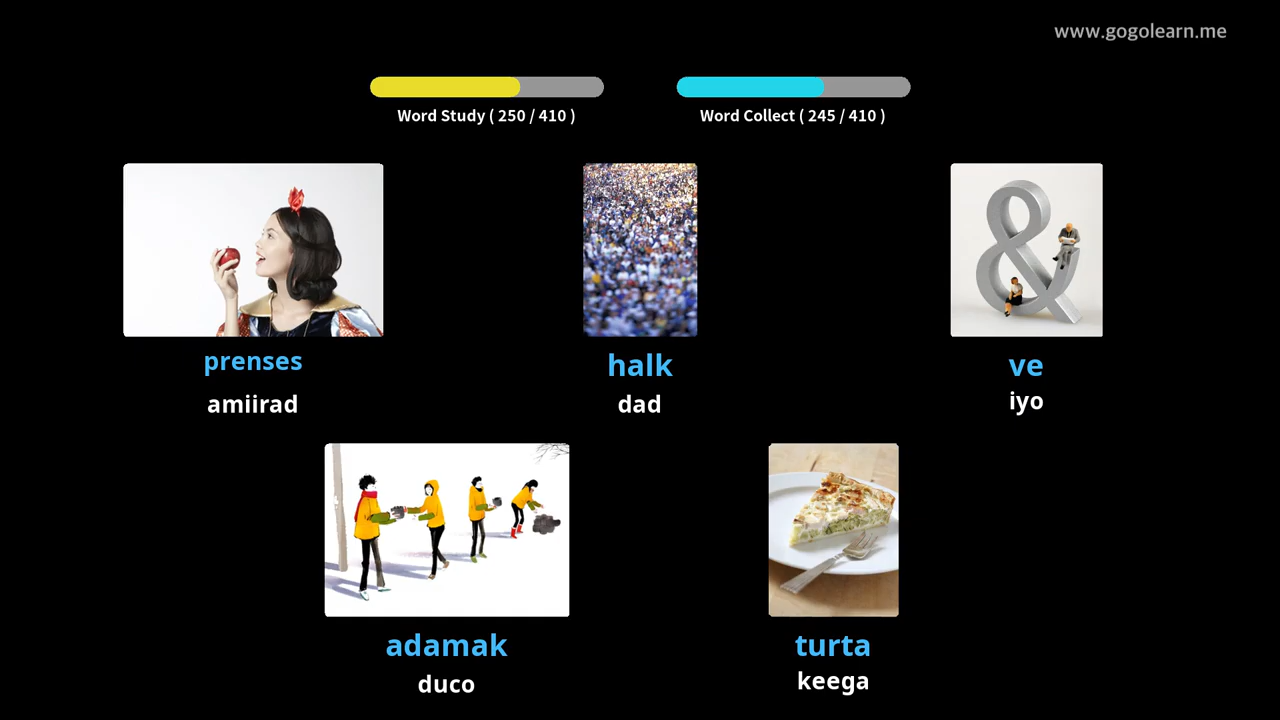 www.gogolearn.me
Word Study ( 250 / 410 )
Word Collect ( 245 / 410 )
prenses
amiirad
halk
dad
ve
iyo
adamak
duco
turta
keega